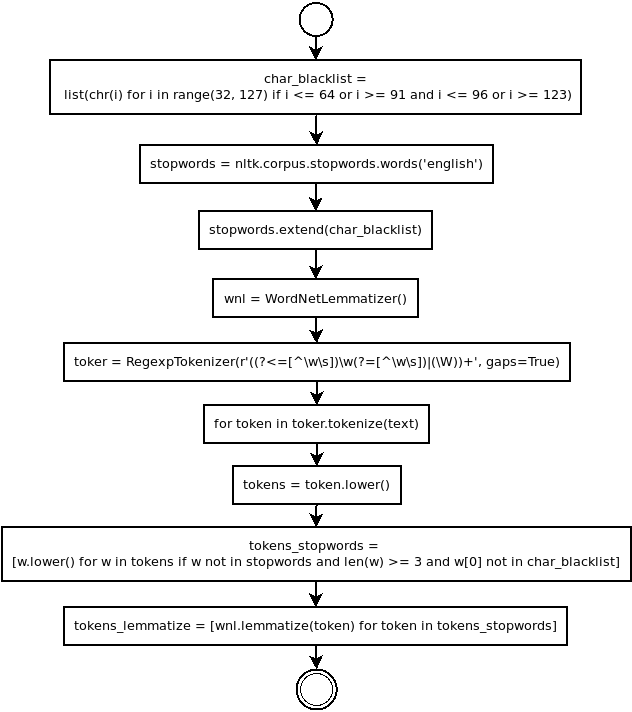 char_blacklist =
list(chr(i) for i in range(32, 127) if i <= 64 or i >= 91 and i <= 96 or i >= 123)
stopwords = nltk.corpus.stopwords.words('english')
stopwords.extend(char_blacklist)
wnl = WordNetLemmatizer()
toker = RegexpTokenizer(r'((?<=[^\w\s])\w(?=[^\w\s])|(\W))+', gaps=True)
for token in toker.tokenize(text)
tokens = token.lower()
tokens_stopwords =
[w.lower() for w in tokens if w not in stopwords and len(w) >= 3 and w[0] not in char_blacklist]
tokens_lemmatize = [wnl.lemmatize(token) for token in tokens_stopwords]